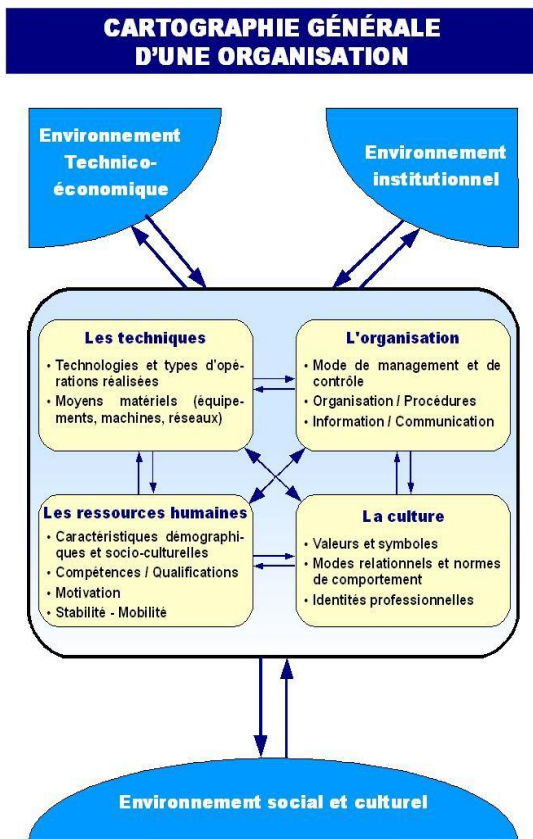 CARTOGRAPHIE GÉNÉRALE
D'UNE ORGANISATION
Environnement
Technico-
économique
Environnement
institutionnel
Les techniques
• Technologies et types d'opé-
rations réalisées
• Moyens matériels (équipe-
ments, machines, réseaux)
L'organisation
• Mode de management et de
contrôle
• Organisation / Procédures
• Information / Communication
Les ressources humaines
• Caractéristiques démographi-
ques et socio-culturelles
• Compétences / Qualifications
• Motivation
• Stabilité - Mobilité
La culture
• Valeurs et symboles
• Modes relationnels et normes
de comportement
• Identités professionnelles
Environnement social et culturel